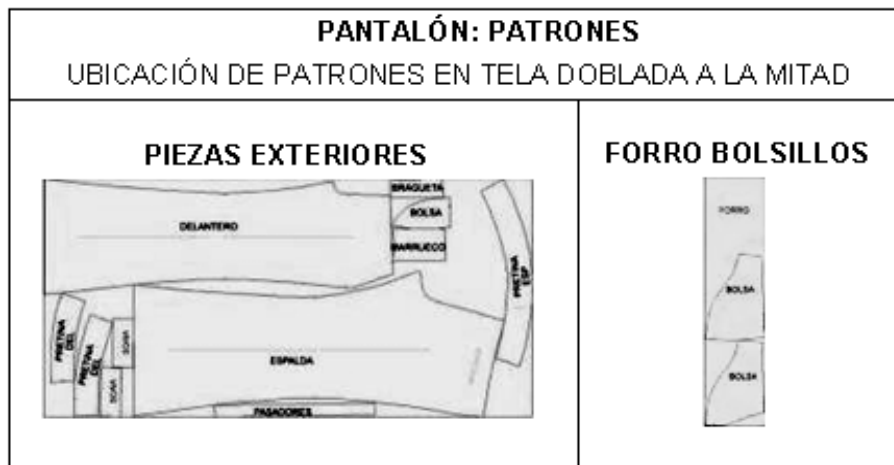 PANTALÓN: PATRONES
UBICACIÓN DE PATRONES EN TELA DOBLADA A LA MITAD
PIEZAS EXTERIORES
FORRO BOLSILLOS
BRAGUETA
BOLSA
DELANTERO
BARRUECO
PRETINA
ESP
PRETINA
DEL
PRETINA
DEL
ESPALDA
PASADORES
FORRO
BOLSA
BOLSA